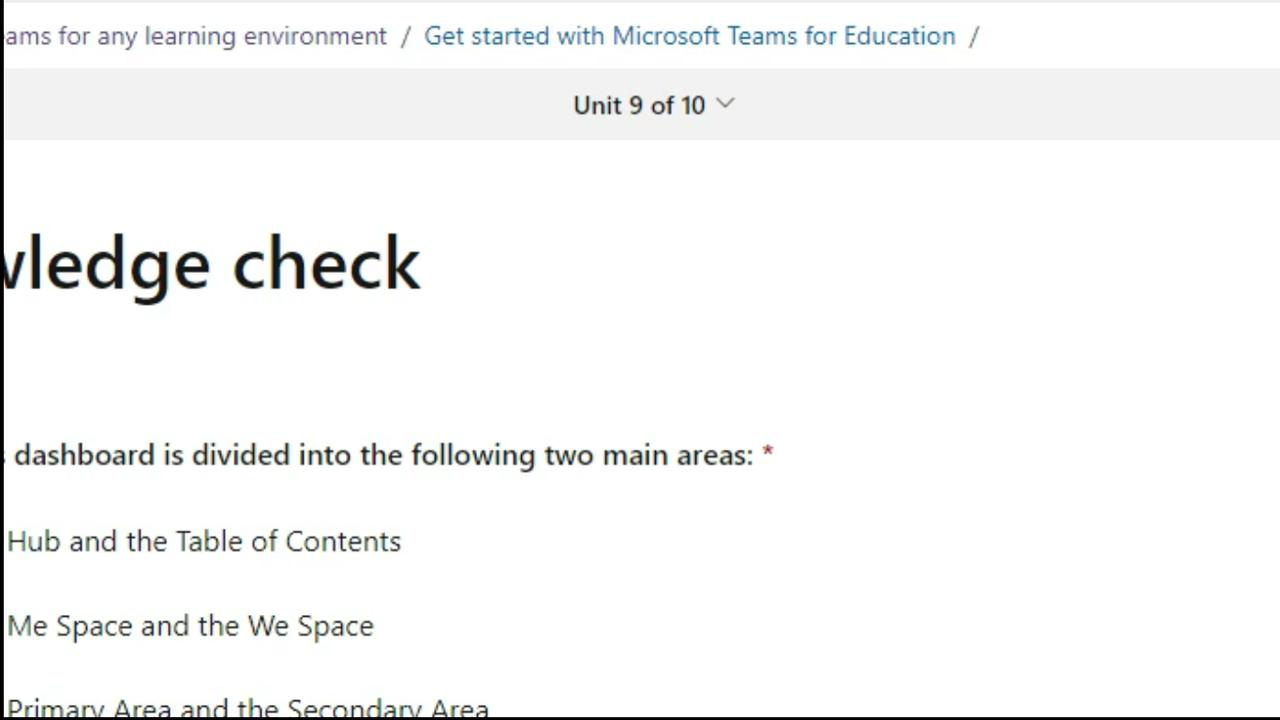 ams for any learning environment / Get started with Microsoft Teams for Education /
Unit 9 of 10
wledge check
dashboard is divided into the following two main areas: *
Hub and the Table of Contents
Me Space and the We Space
Primary Area and the Secondary Area